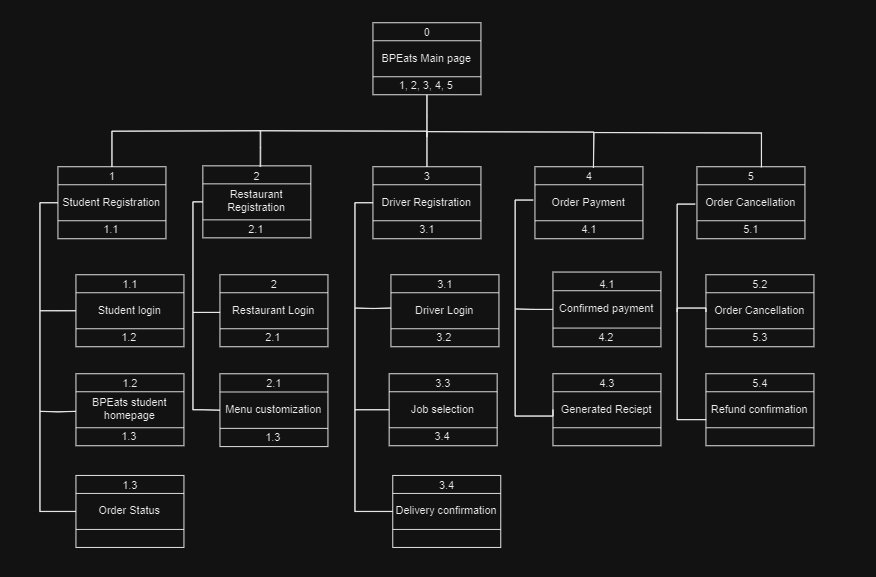 0
BPEats Main page
1, 2, 3, 4, 5
1
Student Registration
1.1
2
Restaurant
Registration
2.1
3
Driver Registration
3.1
4
Order Payment
4.1
5
Order Cancellation
5.1
1.1
Student login
1.2
2
Restaurant Login
2.1
3.1
Driver Login
3.2
4.1
Confirmed payment
4.2
5.2
Order Cancellation
5.3
1.2
BPEats student
homepage
1.3
2.1
Menu customization
1.3
3.3
Job selection
3.4
4.3
Generated Reciept
5.4
Refund confirmation
1.3
Order Status
3.4
Delivery confirmation